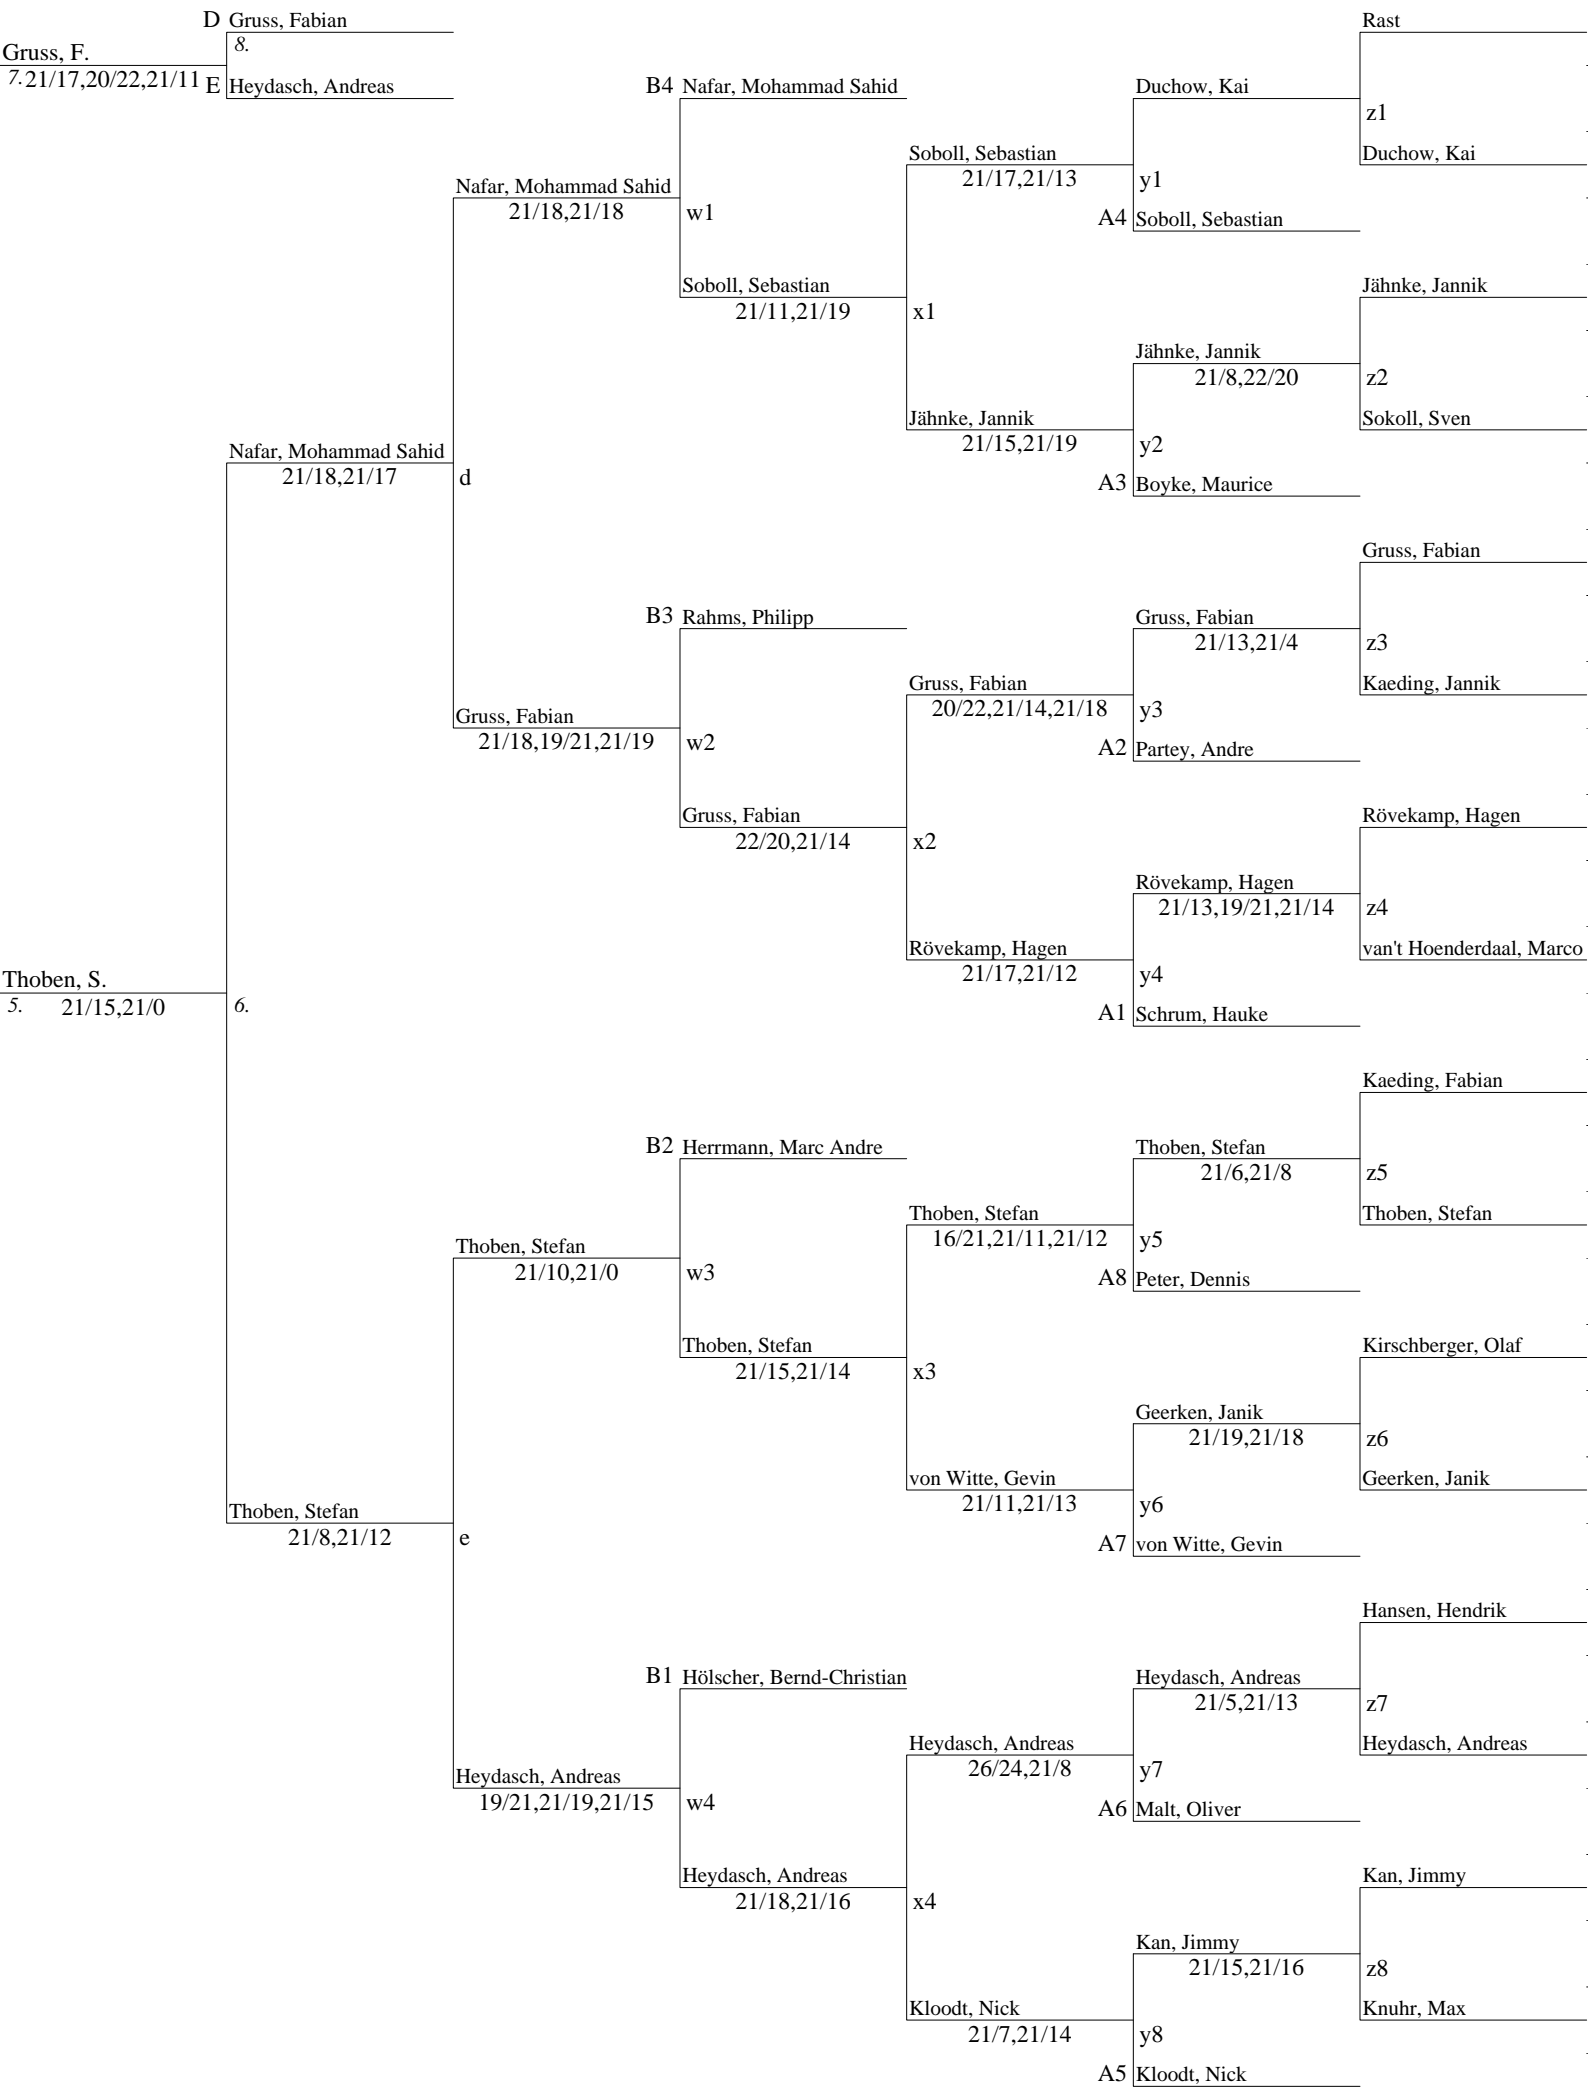 D Gruss, Fabian
Rast
Gruss, F.
8.
7. 21/17,20/22,21/11
E Heydasch, Andreas
B4 Nafar, Mohammad Sahid
Duchow, Kai
z1
Soboll, Sebastian
Duchow, Kai
21/17,21/13
y1
Nafar, Mohammad Sahid
21/18,21/18
w1
A4 Soboll, Sebastian
Soboll, Sebastian
Jähnke, Jannik
21/11,21/19
x1
Jähnke, Jannik
21/8,22/20
z2
Jähnke, Jannik
Sokoll, Sven
21/15,21/19
y2
Nafar, Mohammad Sahid
21/18,21/17
d
A3 Boyke, Maurice
Gruss, Fabian
B3 Rahms, Philipp
Gruss, Fabian
21/13,21/4
z3
Gruss, Fabian
Kaeding, Jannik
20/22,21/14,21/18
y3
Gruss, Fabian
21/18,19/21,21/19
w2
A2 Partey, Andre
Gruss, Fabian
Rövekamp, Hagen
22/20,21/14
x2
Rövekamp, Hagen
21/13,19/21,21/14
z4
Rövekamp, Hagen
van't Hoenderdaal, Marco
21/17,21/12
y4
Thoben, S.
5. 21/15,21/0
6.
A1 Schrum, Hauke
Kaeding, Fabian
B2 Herrmann, Marc Andre
Thoben, Stefan
21/6,21/8
z5
Thoben, Stefan
Thoben, Stefan
16/21,21/11,21/12
y5
Thoben, Stefan
21/10,21/0
w3
A8 Peter, Dennis
Thoben, Stefan
Kirschberger, Olaf
21/15,21/14
x3
Geerken, Janik
21/19,21/18
z6
von Witte, Gevin
Geerken, Janik
21/11,21/13
y6
Thoben, Stefan
21/8,21/12
e
A7 von Witte, Gevin
Hansen, Hendrik
B1 Hölscher, Bernd-Christian
Heydasch, Andreas
21/5,21/13
z7
Heydasch, Andreas
Heydasch, Andreas
26/24,21/8
y7
Heydasch, Andreas
19/21,21/19,21/15
w4
A6 Malt, Oliver
Heydasch, Andreas
Kan, Jimmy
21/18,21/16
x4
Kan, Jimmy
21/15,21/16
z8
Kloodt, Nick
Knuhr, Max
21/7,21/14
y8
A5 Kloodt, Nick